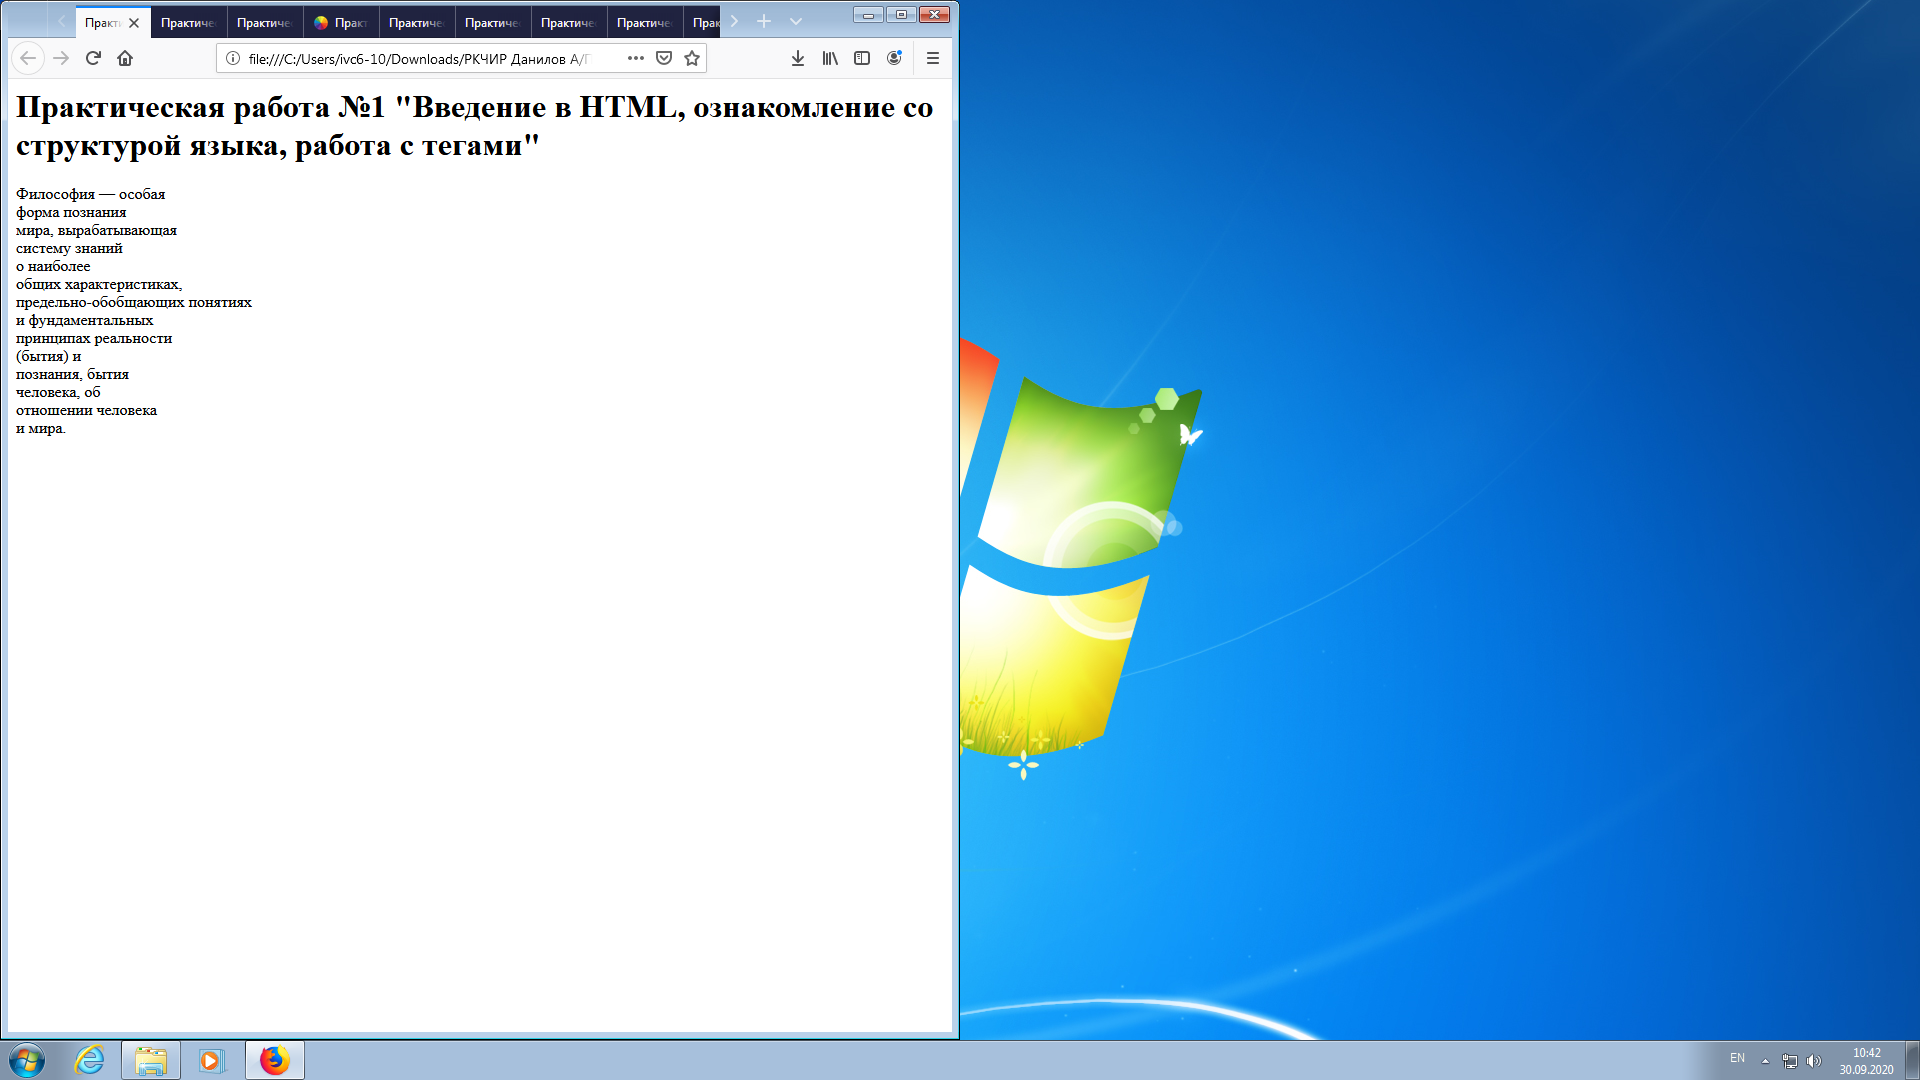 Практи
Практиче
Практиче
Практ
Практиче
Практиче
Практиче
Практиче
Прак
file:///C:/Users/ivc6-10/Downloads/РКЧИР Данилов А/
Практическая работа №1 "Введение в HTML, ознакомление со
структурой языка, работа с тегами"
Философия — особая
форма познания
мира, вырабатывающая
систему знаний
о наиболее
общих характеристиках,
предельно-обобщающих понятиях
и фундаментальных
принципах реальности
(бытия) и
познания, бытия
человека, об
отношении человека
и мира.
EN
10:42
30.09.2020